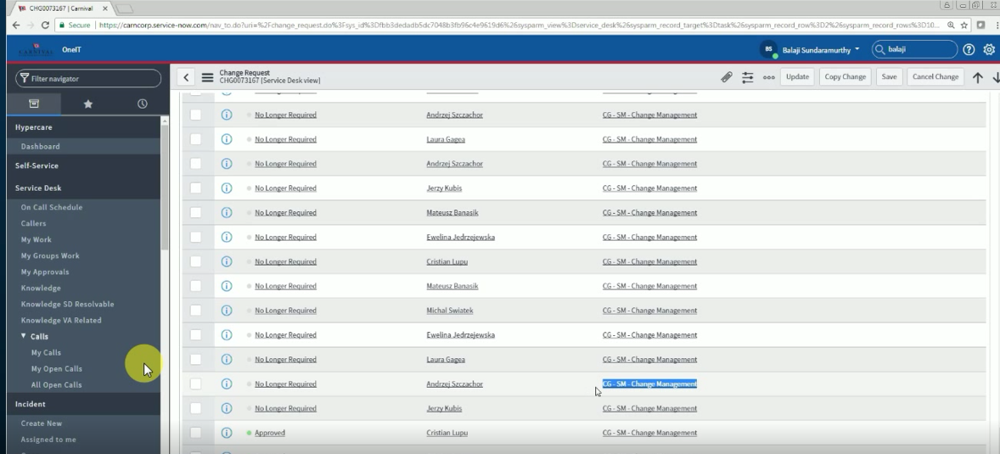 CHG0073167 | Carnival
Secure | https://carncorp.service-now.com/nav_to.do?uri=%2Fchange_request.do%3Fsys_id%3Dfbb3dedadb5dc7048b3fb96c4e9619d6%26sysparm_view%3Dservice_desk%26sysparm_record_target%3Dtask%26sysparm_record_row%3D2%26sysparm_record_rows%3D10...
CARNIVAL OneIT
BS Balaji Sundaramurthy
balaji
Filter navigator
Change Request
CHG0073167 [Service Desk view]
Update Copy Change Save Cancel Change
Hypercare
Dashboard
Self-Service
Service Desk
On Call Schedule
Callers
My Work
My Groups Work
My Approvals
Knowledge
Knowledge SD Resolvable
Knowledge VA Related
Calls
My Calls
My Open Calls
All Open Calls
Incident
Create New
Assigned to me
No Longer Required Andrzej Szczachor CG - SM - Change Management
No Longer Required Laura Gagea CG - SM - Change Management
No Longer Required Andrzej Szczachor CG - SM - Change Management
No Longer Required Jerzy Kubis CG - SM - Change Management
No Longer Required Mateusz Banasik CG - SM - Change Management
No Longer Required Ewelina Jedrzejewska CG - SM - Change Management
No Longer Required Cristian Lupu CG - SM - Change Management
No Longer Required Mateusz Banasik CG - SM - Change Management
No Longer Required Michal Swiatek CG - SM - Change Management
No Longer Required Ewelina Jedrzejewska CG - SM - Change Management
No Longer Required Laura Gagea CG - SM - Change Management
No Longer Required Andrzej Szczachor CG - SM - Change Management
No Longer Required Jerzy Kubis CG - SM - Change Management
Approved Cristian Lupu CG - SM - Change Management